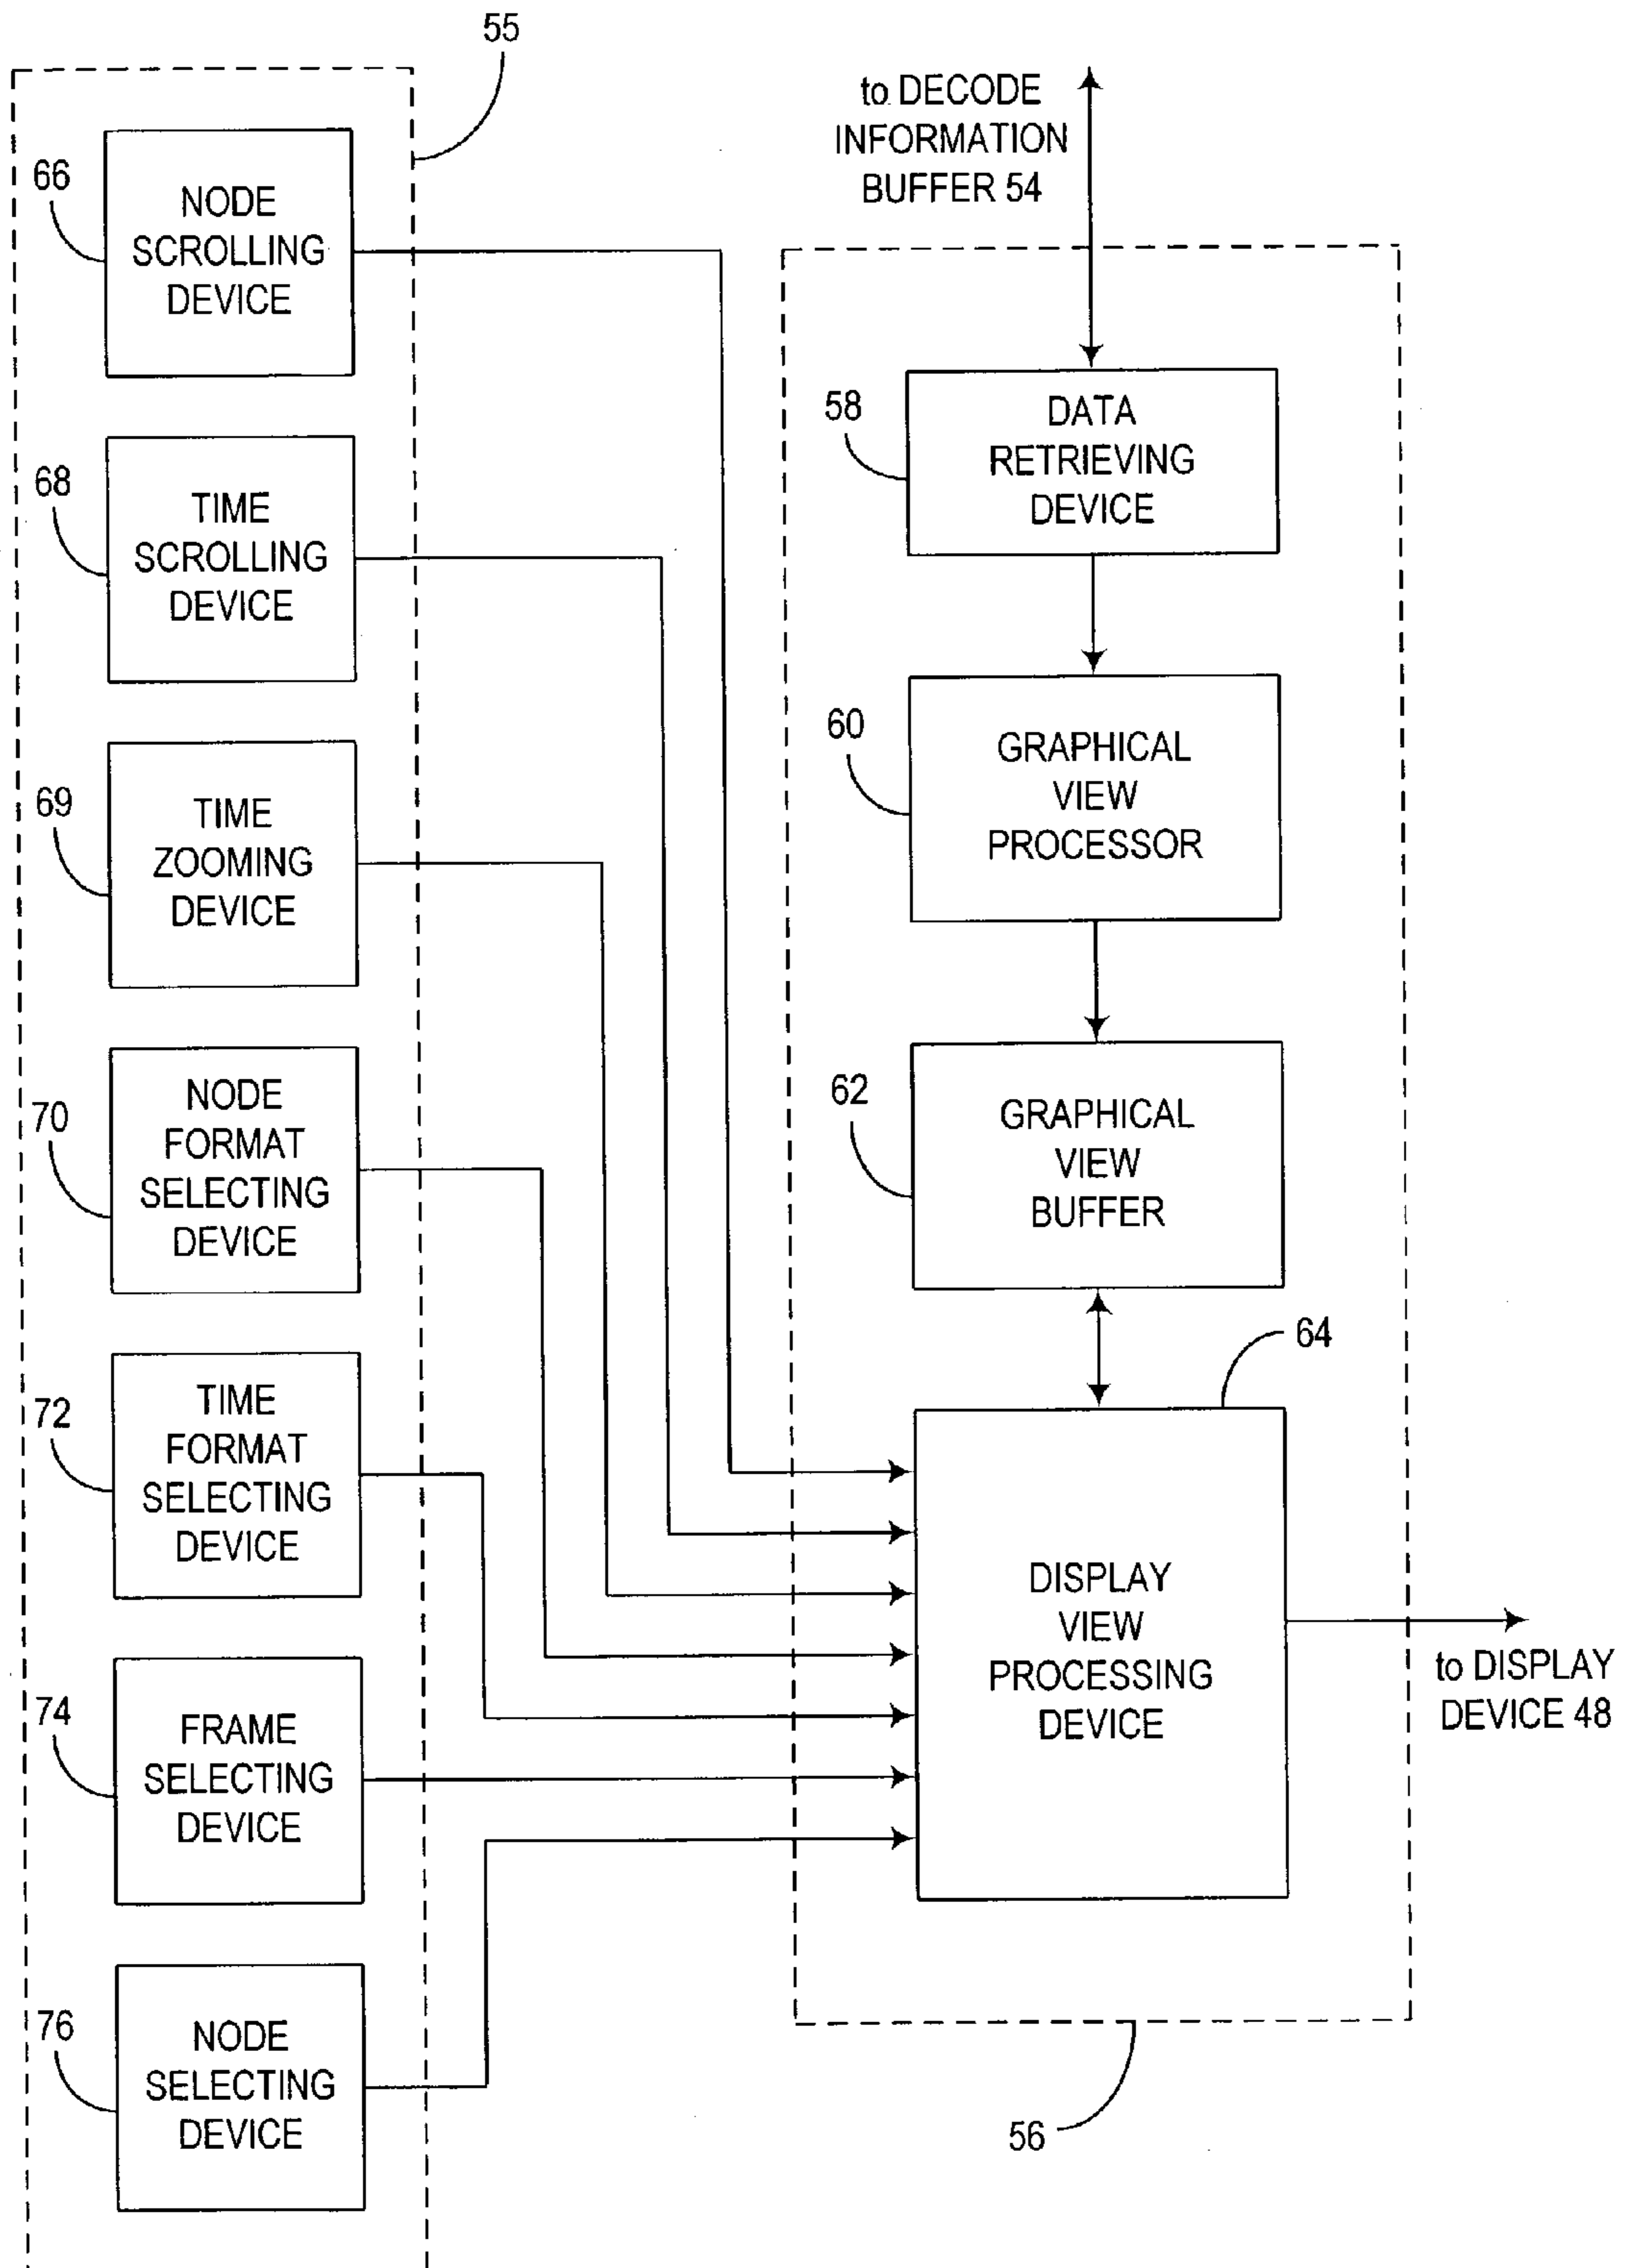 55
66
NODE
SCROLLING
DEVICE
68
TIME
SCROLLING
DEVICE
69
TIME
ZOOMING
DEVICE
70
NODE
FORMAT
SELECTING
DEVICE
72
TIME
FORMAT
SELECTING
DEVICE
74
FRAME
SELECTING
DEVICE
76
NODE
SELECTING
DEVICE
to DECODE
INFORMATION
BUFFER 54
58
DATA
RETRIEVING
DEVICE
60
GRAPHICAL
VIEW
PROCESSOR
62
GRAPHICAL
VIEW
BUFFER
64
DISPLAY
VIEW
PROCESSING
DEVICE
to DISPLAY
DEVICE 48
56